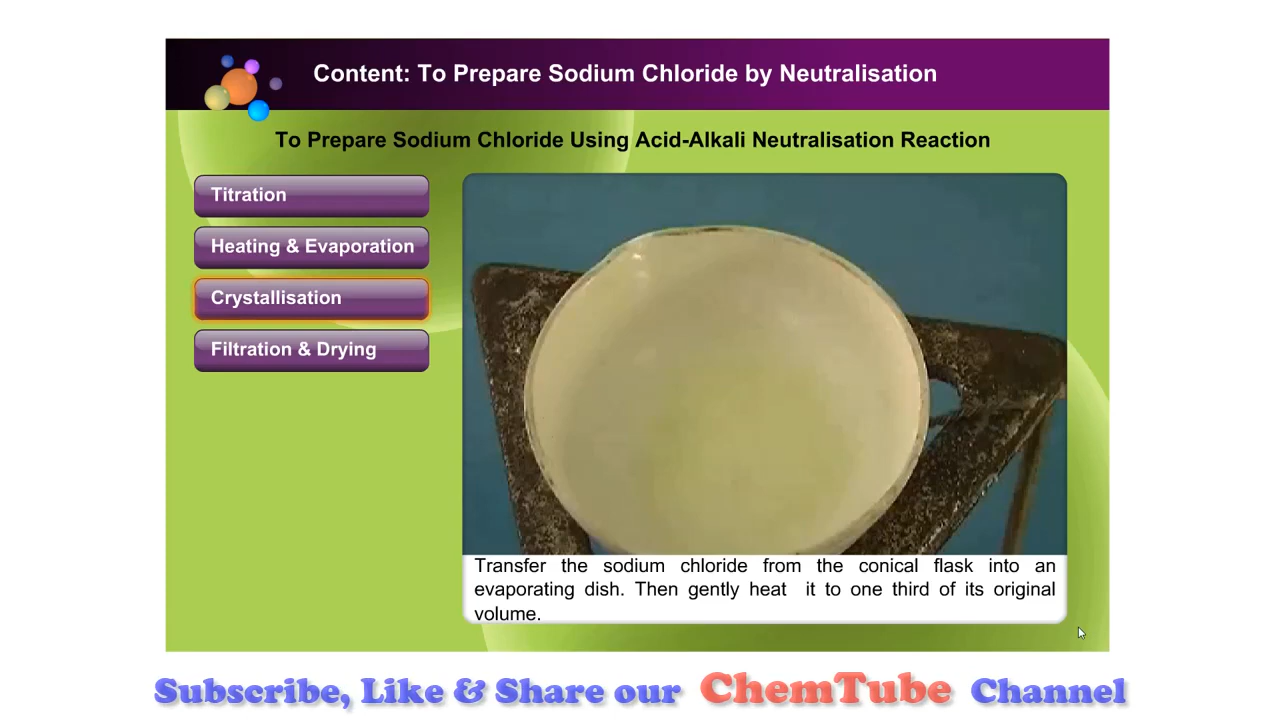 Content: To Prepare Sodium Chloride by Neutralisation
To Prepare Sodium Chloride Using Acid-Alkali Neutralisation Reaction
Titration
Heating & Evaporation
Crystallisation
Filtration & Drying
Transfer the sodium chloride from the conical flask into an
evaporating dish. Then gently heat it to one third of its original
volume.
Subscribe, Like & Share our ChemTube Channel